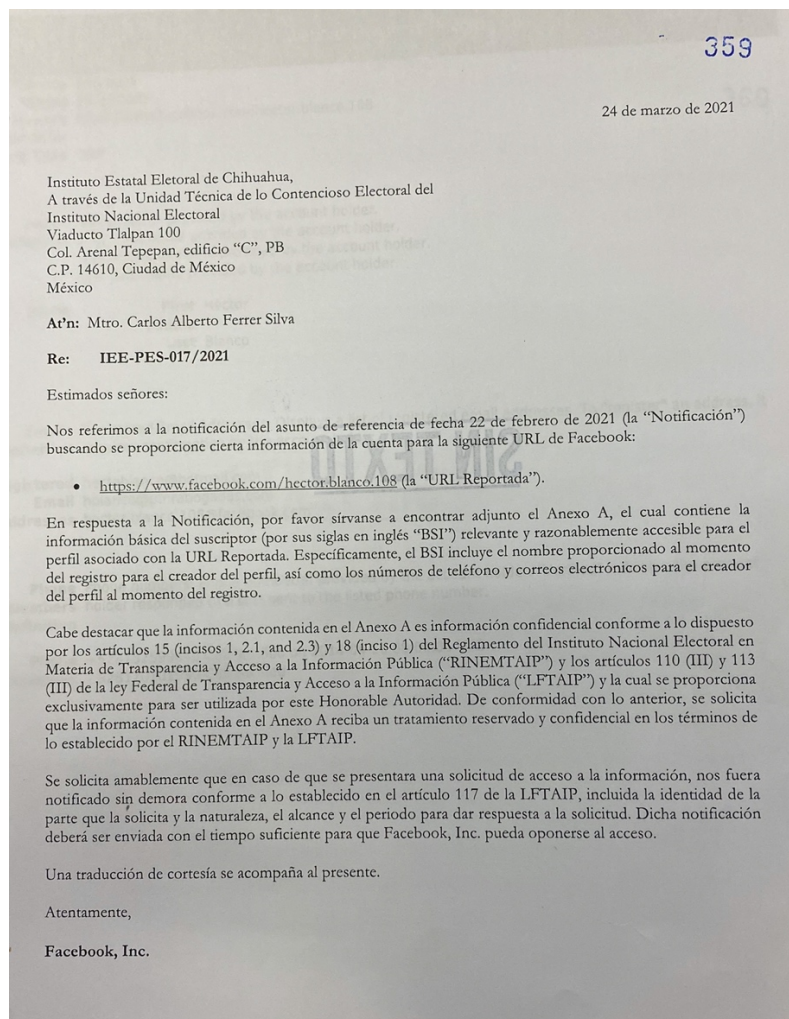 359
24 de marzo de 2021
Instituto Estatal Eletoral de Chihuahua,
A través de la Unidad Técnica de lo Contencioso Electoral del
Instituto Nacional Electoral
Viaducto Tlalpan 100
Col. Arenal Tepepan, edificio “C”, PB
C.P. 14610, Ciudad de México
México
At’n: Mtro. Carlos Alberto Ferrer Silva
Re: IEE-PES-017/2021
Estimados señores:
Nos referimos a la notificación del asunto de referencia de fecha 22 de febrero de 2021 (la “Notificación”)
buscando se proporcione cierta información de la cuenta para la siguiente URL de Facebook:
• https://www.facebook.com/hector.blanco.108 (la “URL Reportada”).
En respuesta a la Notificación, por favor sírvanse a encontrar adjunto el Anexo A, el cual contiene la
información básica del suscriptor (por sus siglas en inglés “BSI”) relevante y razonablemente accesible para el
perfil asociado con la URL Reportada. Específicamente, el BSI incluye el nombre proporcionado al momento
del registro para el creador del perfil, así como los números de teléfono y correos electrónicos para el creador
del perfil al momento del registro.
Cabe destacar que la información contenida en el Anexo A es información confidencial conforme a lo dispuesto
por los artículos 15 (incisos 1, 2.1, and 2.3) y 18 (inciso 1) del Reglamento del Instituto Nacional Electoral en
Materia de Transparencia y Acceso a la Información Pública (“RINEMTAIP”) y los artículos 110 (III) y 113
(III) de la ley Federal de Transparencia y Acceso a la Información Pública (“LFTAIP”) y la cual se proporciona
exclusivamente para ser utilizada por este Honorable Autoridad. De conformidad con lo anterior, se solicita
que la información contenida en el Anexo A reciba un tratamiento reservado y confidencial en los términos de
lo establecido por el RINEMTAIP y la LFTAIP.
Se solicita amablemente que en caso de que se presentara una solicitud de acceso a la información, nos fuera
notificado sin demora conforme a lo establecido en el artículo 117 de la LFTAIP, incluida la identidad de la
parte que la solicita y la naturaleza, el alcance y el periodo para dar respuesta a la solicitud. Dicha notificación
deberá ser enviada con el tiempo suficiente para que Facebook, Inc. pueda oponerse al acceso.
Una traducción de cortesía se acompaña al presente.
Atentamente,
Facebook, Inc.